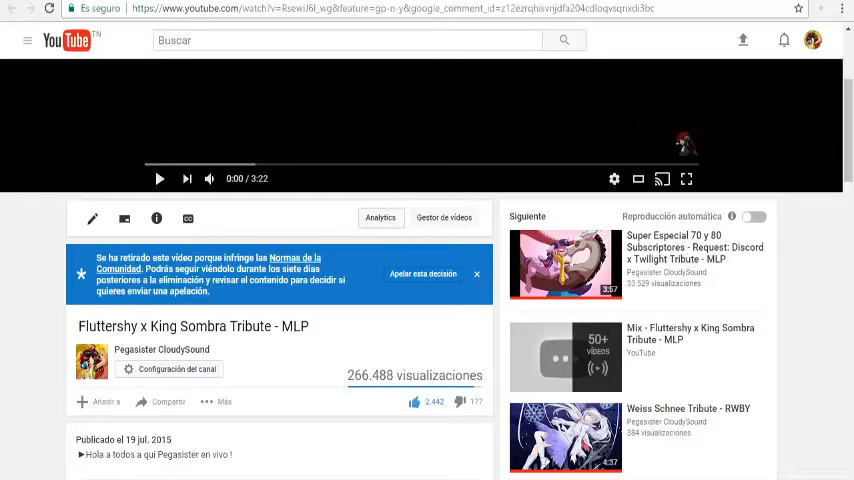 Es seguro | https://www.youtube.com/watch?v=RsewiJ6l_wg&feature=gp-n-y&google_comment_id=z12ezrqhisvnjdfa204cdloqvsqrixdi3bc
YouTube TN
Buscar
0:00 / 3:22
CC
Analytics
Gestor de vídeos
Se ha retirado este vídeo porque infringe las Normas de la
Comunidad. Podrás seguir viéndolo durante los siete días
posteriores a la eliminación y revisar el contenido para decidir si
quieres enviar una apelación.
Apelar esta decisión
Fluttershy x King Sombra Tribute - MLP
Pegasister CloudySound
Configuración del canal
266.488 visualizaciones
Añadir a
Compartir
Más
2.442
177
Publicado el 19 jul. 2015
►Hola a todos a qui Pegasister en vivo !
Siguiente
Reproducción automática
Super Especial 70 y 80
Subscriptores - Request: Discord
x Twilight Tribute - MLP
Pegasister CloudySound
33.529 visualizaciones
3:57
Mix - Fluttershy x King Sombra
Tribute - MLP
YouTube
50+
VÍDEOS
Weiss Schnee Tribute - RWBY
Pegasister CloudySound
384 visualizaciones
4:37